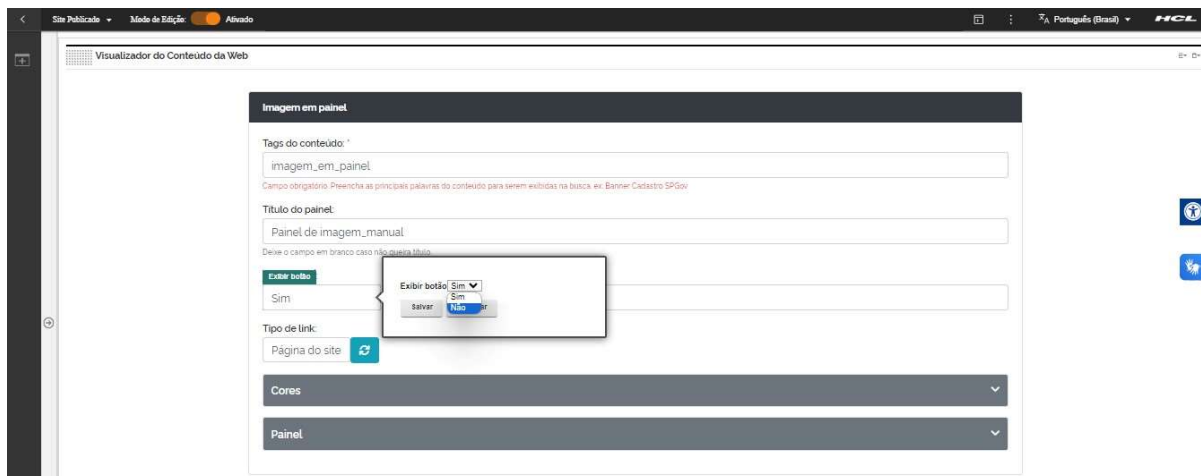 Site Publicado Modo de Edição: Ativado Português (Brasil) HCL
Visualizador do Conteúdo da Web
Imagem em painel
Tags do conteúdo: *
imagem_em_painel
Campo obrigatório. Preencha as principais palavras do conteúdo para serem exibidas na busca. ex: Banner Cadastro SPGov
Título do painel:
Painel de imagem_manual
Deixe o campo em branco caso não queira título.
Exibir botão
Sim
Exibir botão Sim
Sim
Não
Salvar ar
Tipo de link:
Página do site
Cores
Painel